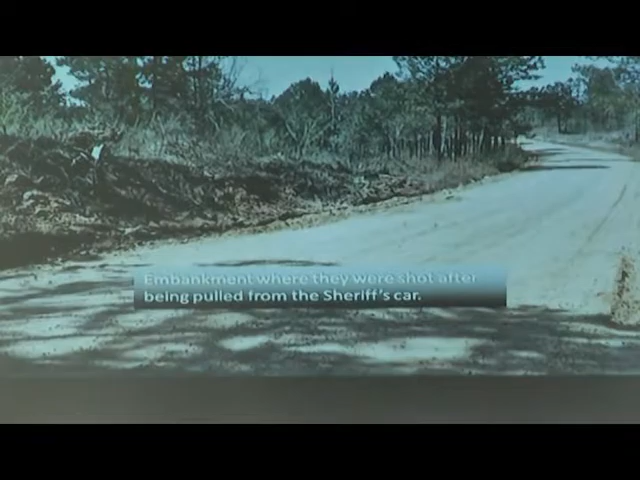 Embankment where they were shot after
being pulled from the Sheriff's car.